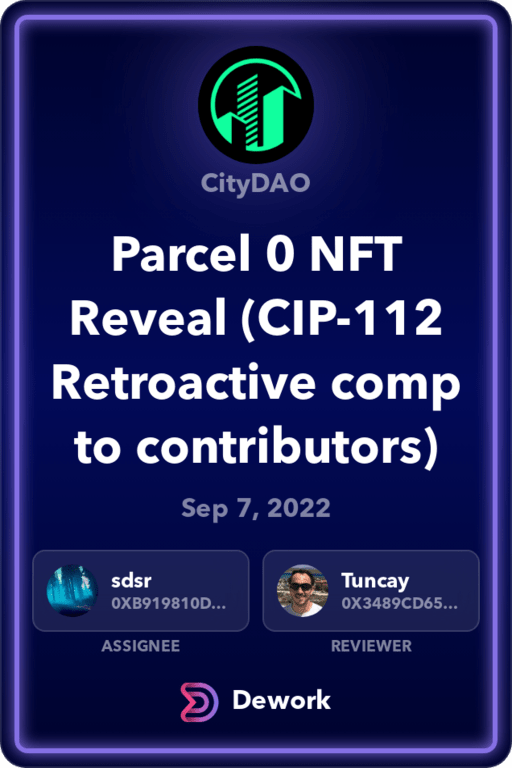 CityDAO
Parcel 0 NFT
Reveal (CIP-112
Retroactive comp
to contributors)
Sep 7, 2022
sdsr
0XB919810D...
Tuncay
0X3489CD65...
ASSIGNEE
REVIEWER
Dework